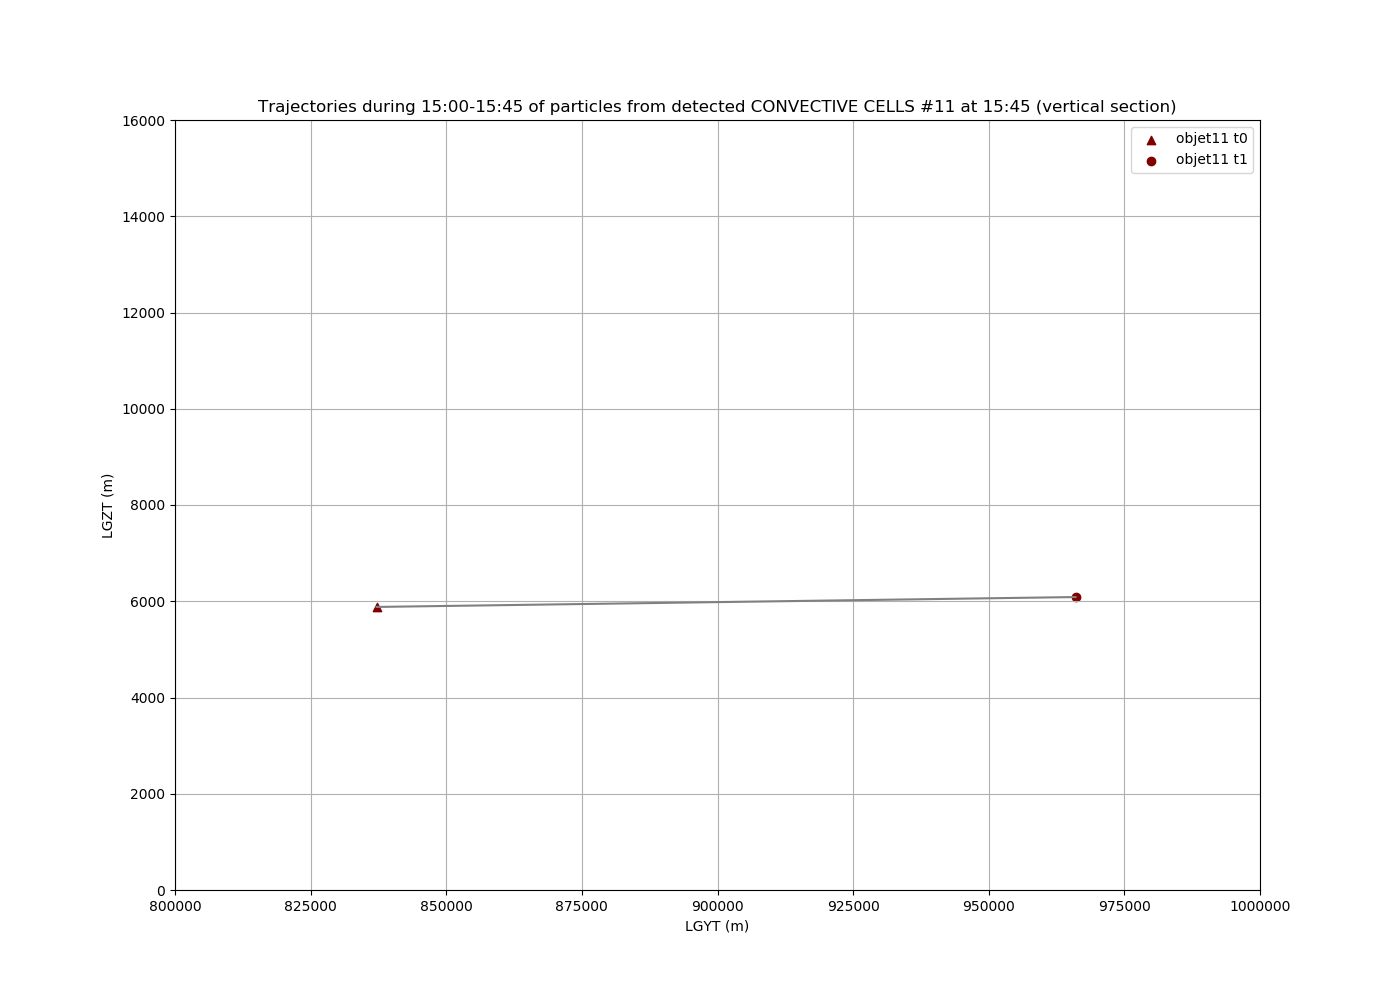 Trajectories during 15:00-15:45 of particles from detected CONVECTIVE CELLS #11 at 15:45 (vertical section)
objet11 t0
objet11 t1
16000
14000
12000
10000
8000
6000
4000
2000
0
LGZT (m)
800000 825000 850000 875000 900000 925000 950000 975000 1000000
LGYT (m)